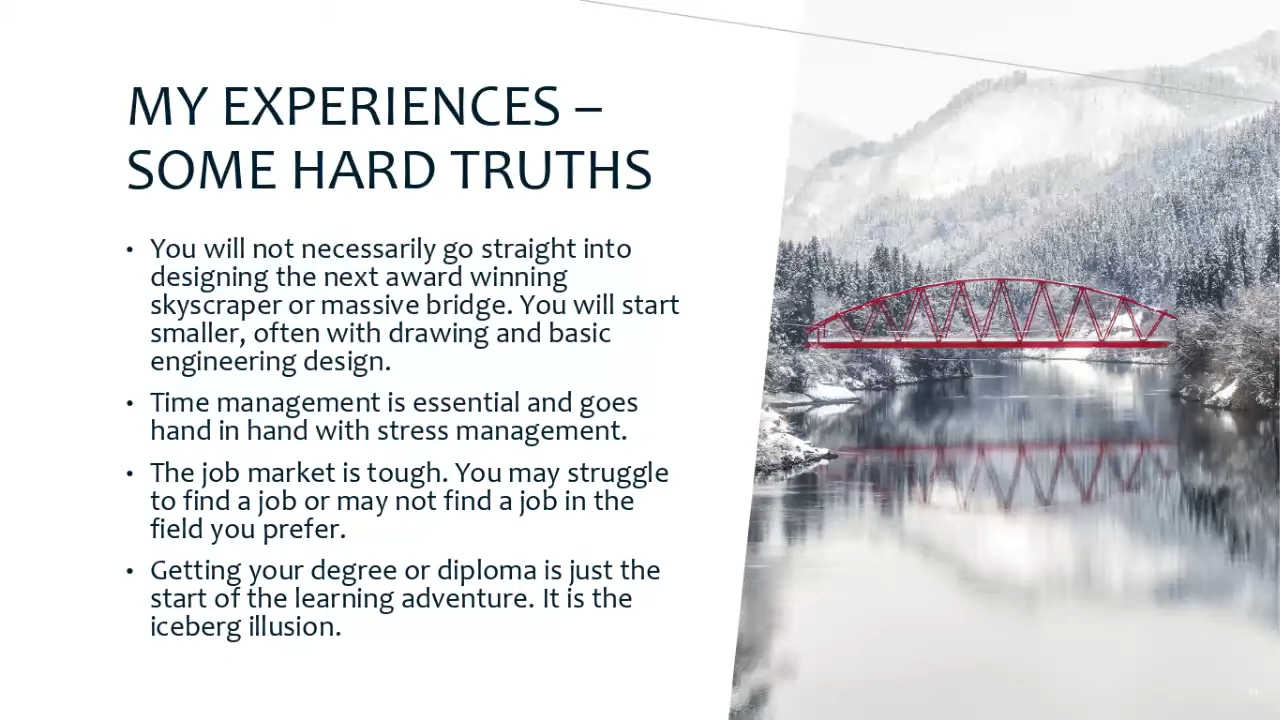 MY EXPERIENCES –
SOME HARD TRUTHS
• You will not necessarily go straight into
designing the next award winning
skyscraper or massive bridge. You will start
smaller, often with drawing and basic
engineering design.
• Time management is essential and goes
hand in hand with stress management.
• The job market is tough. You may struggle
to find a job or may not find a job in the
field you prefer.
• Getting your degree or diploma is just the
start of the learning adventure. It is the
iceberg illusion.